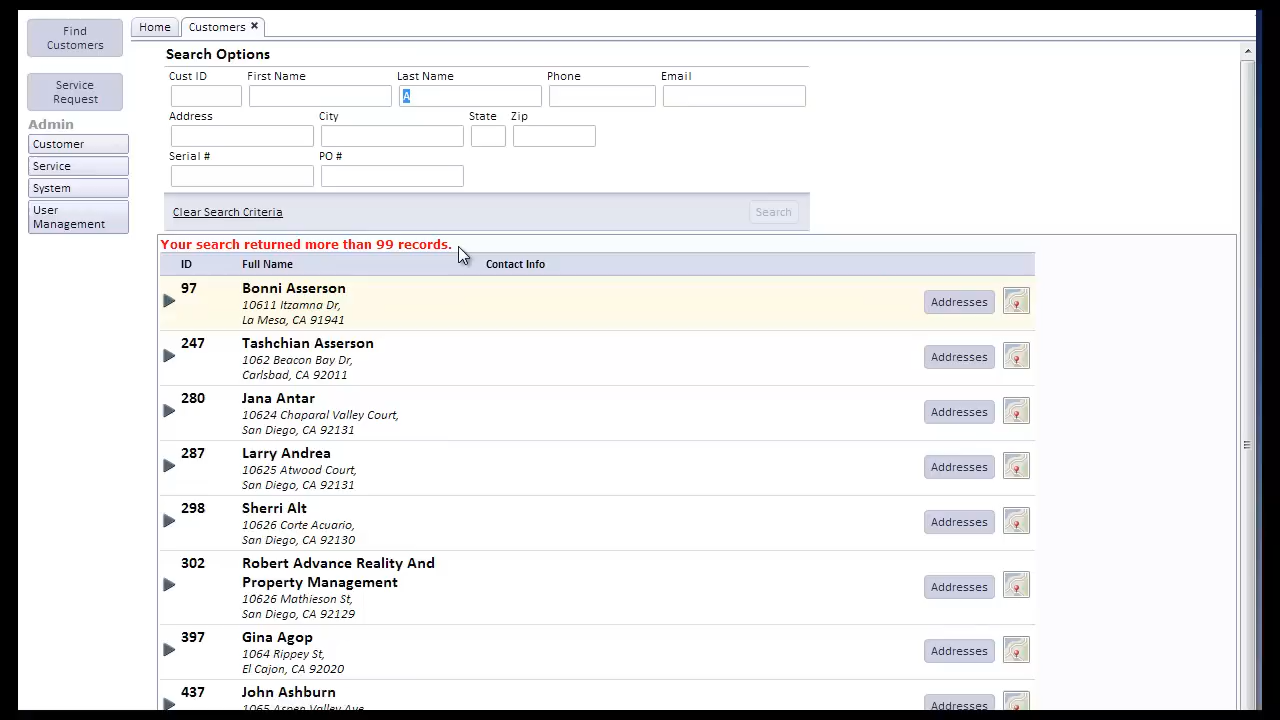 Find
Customers
Service
Request
Admin
Customer
Service
System
User
Management
Home
Customers
Search Options
Cust ID First Name Last Name Phone Email
A
Address City State Zip
Serial # PO #
Clear Search Criteria Search
Your search returned more than 99 records.
ID Full Name Contact Info
97 Bonni Asserson
10611 Itzamna Dr,
La Mesa, CA 91941
Addresses
247 Tashchian Asserson
1062 Beacon Bay Dr,
Carlsbad, CA 92011
Addresses
280 Jana Antar
10624 Chaparal Valley Court,
San Diego, CA 92131
Addresses
287 Larry Andrea
10625 Atwood Court,
San Diego, CA 92131
Addresses
298 Sherri Alt
10626 Corte Acuario,
San Diego, CA 92130
Addresses
302 Robert Advance Reality And
Property Management
10626 Mathieson St,
San Diego, CA 92129
Addresses
397 Gina Agop
1064 Rippey St,
El Cajon, CA 92020
Addresses
437 John Ashburn
1065 Aspen Valley Ave
Addresses